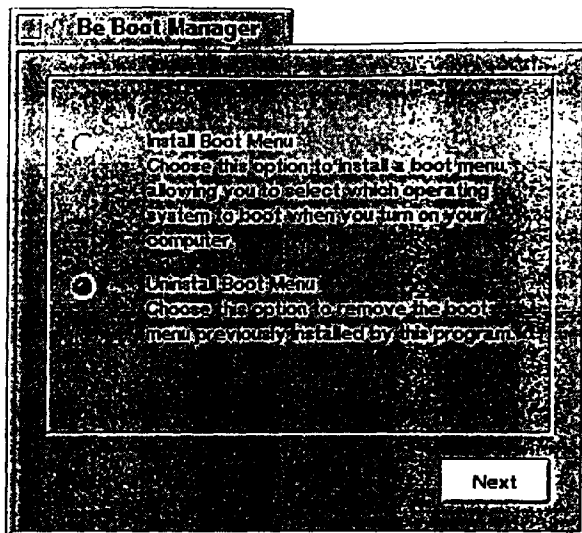 Be Boot Manager
Install Boot Menu
Choose this option to install a boot menu,
allowing you to select which operating
system to boot when you turn on your
computer.
Uninstall Boot Menu
Choose this option to remove the boot
menu previously installed by this program.
Next